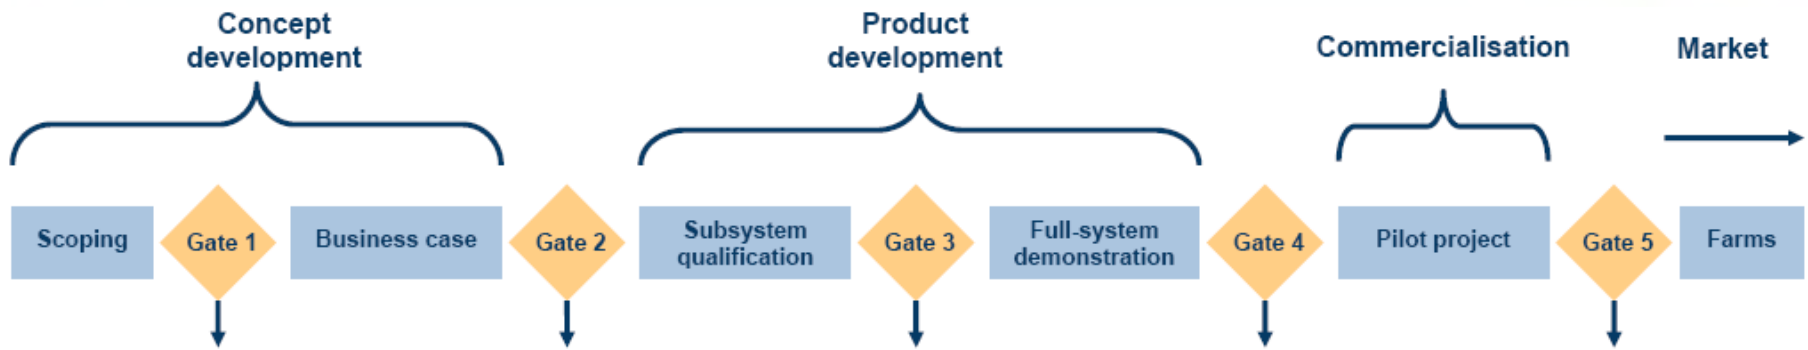 Concept
development
Product
development
Commercialisation
Market
Scoping
Gate 1
Business case
Gate 2
Subsystem
qualification
Gate 3
Full-system
demonstration
Gate 4
Pilot project
Gate 5
Farms